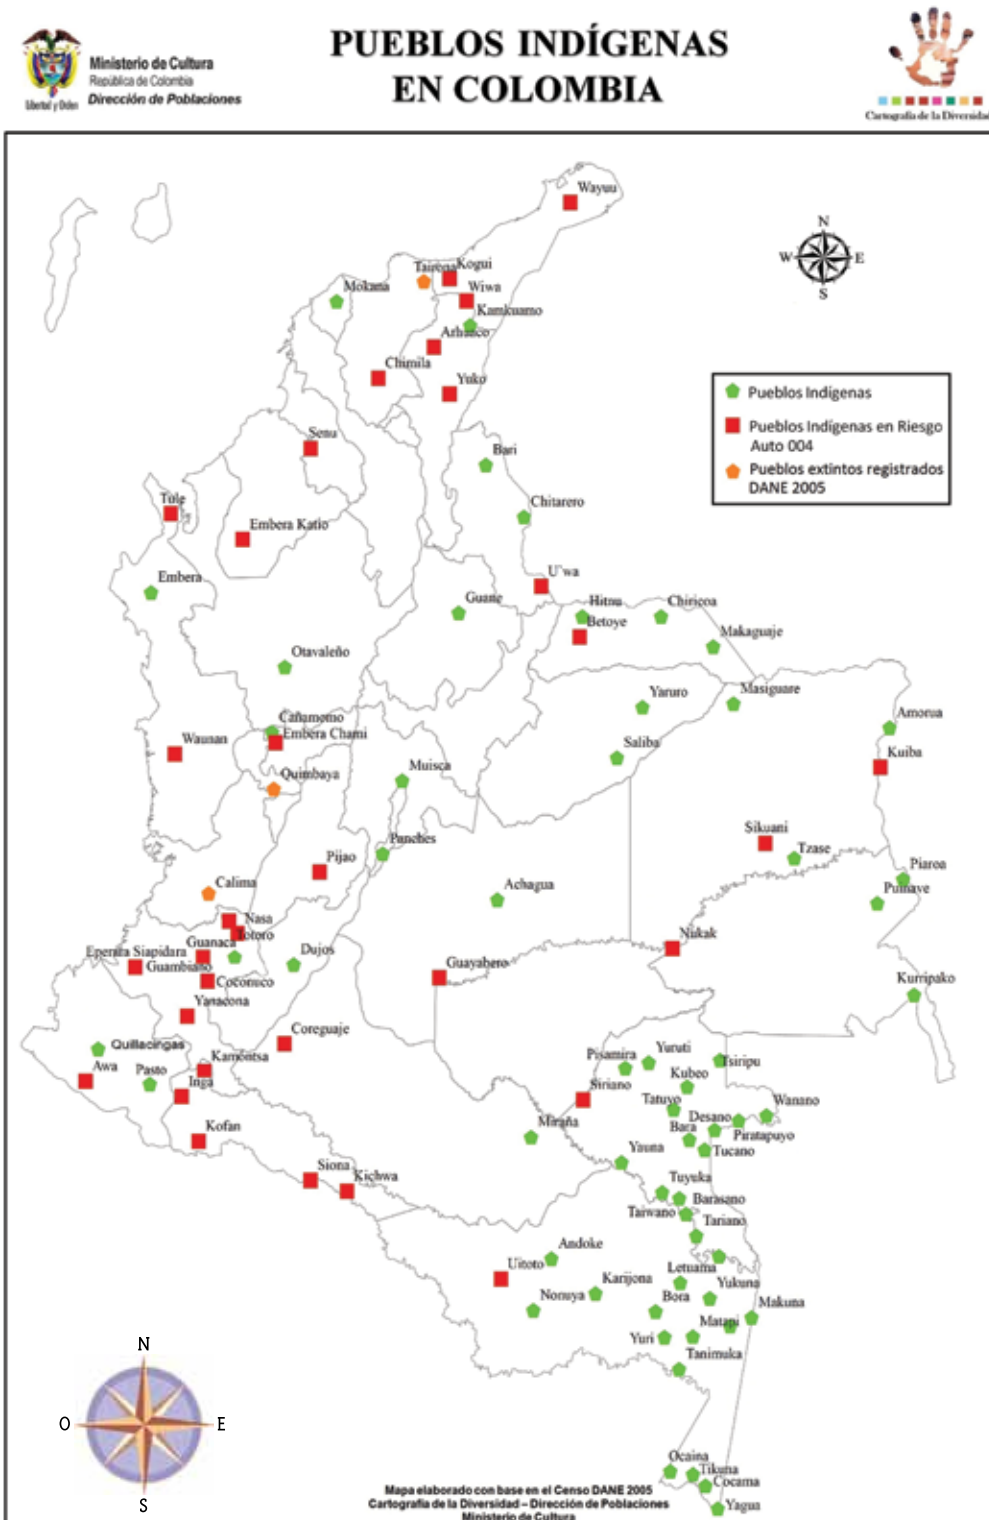 Libertad y Orden
Ministerio de Cultura
República de Colombia
Dirección de Poblaciones
PUEBLOS INDÍGENAS
EN COLOMBIA
Cartografía de la Diversidad
N
W E
S
Pueblos Indígenas
Pueblos Indígenas en Riesgo
Auto 004
Pueblos extintos registrados
DANE 2005
Wayuu
Tairona
Kogui
Mokana
Wiwa
Kamkuamo
Arhuaco
Chimila
Yuko
Senu
Bari
Tule
Chitarero
Embera Katio
U'wa
Embera
Guane
Hitnu
Chiricoa
Betoye
Makaguaje
Otavaleño
Yaruro
Masiguare
Cañamomo
Embera Chami
Amorua
Waunan
Saliba
Kuiba
Muisca
Quimbaya
Sikuani
Panches
Tzase
Pijao
Piaroa
Calima
Achagua
Puinave
Nasa
Totoro
Guanaca
Nukak
Eperara Siapidara
Dujos
Guambiano
Guayabero
Coconuco
Kurripako
Yanacona
Coreguaje
Quillacingas
Kamëntsa
Awa
Pasto
Inga
Pisamira
Yuruti
Tsiripu
Siriano
Kubeo
Tatuyo
Desano
Wanano
Kofan
Miraña
Bara
Piratapuyo
Yauna
Tucano
Siona
Kichwa
Tuyuka
Barasano
Taiwano
Tariano
Andoke
Uitoto
Letuama
Karijona
Yukuna
Nonuya
Bora
Makuna
Matapi
Yuri
Tanimuka
N
O E
S
Ocaina
Tikuna
Cocama
Yagua
Mapa elaborado con base en el Censo DANE 2005
Cartografía de la Diversidad – Dirección de Poblaciones
Ministerio de Cultura